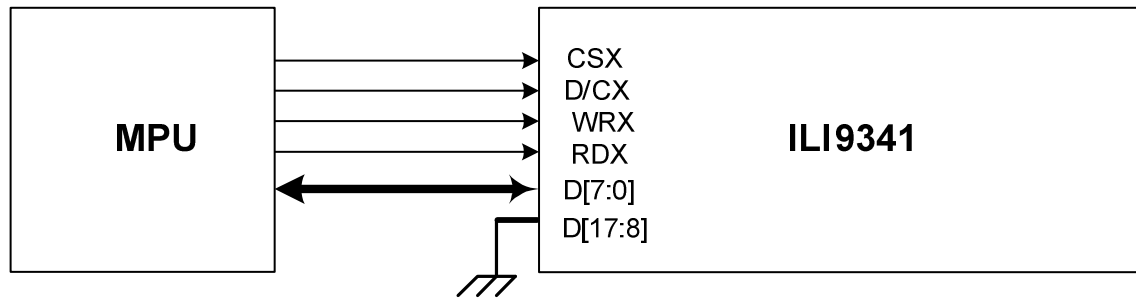 CSX
D/CX
WRX
MPU
ILI9341
RDX
D[7:0]
D[17:8]